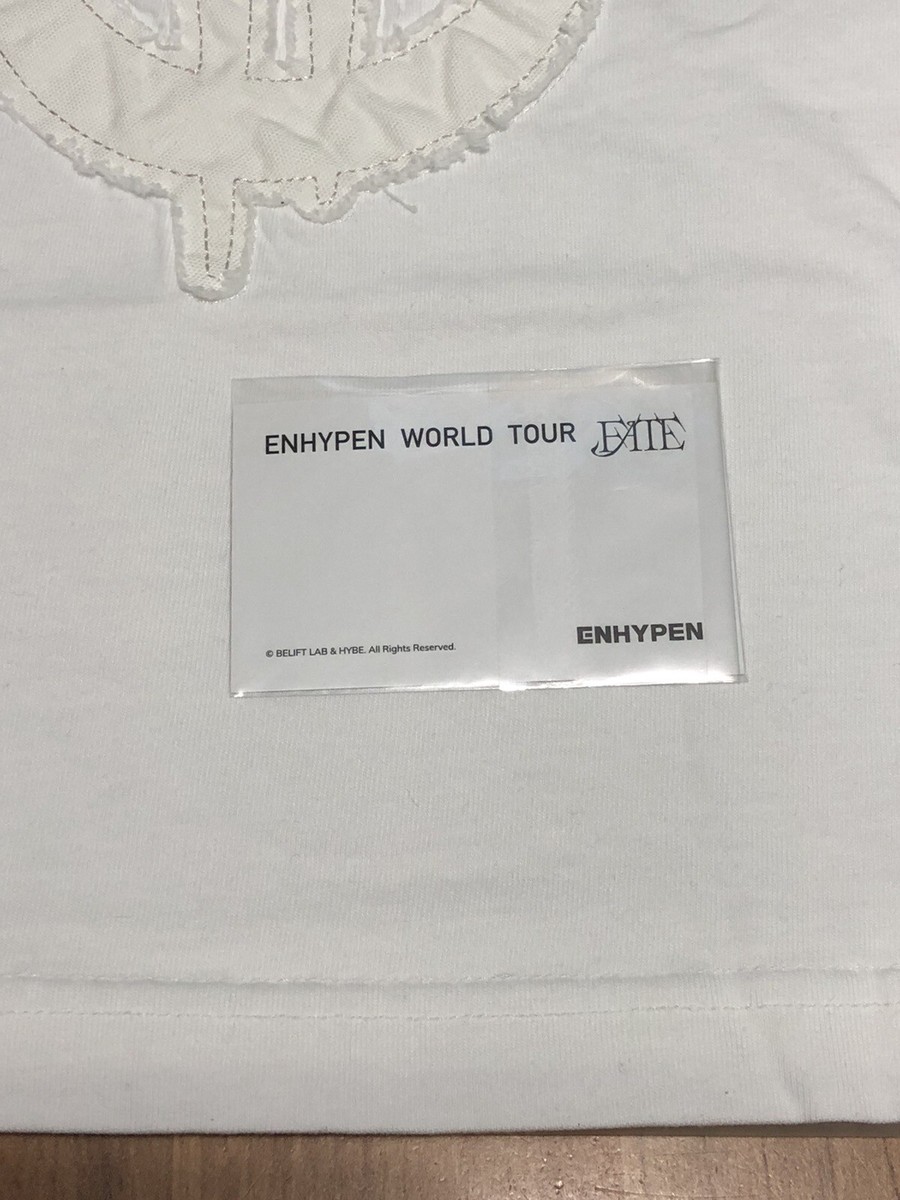 ENHYPEN WORLD TOUR FATE
ENHYPEN
© BELIFT LAB & HYBE. All Rights Reserved.